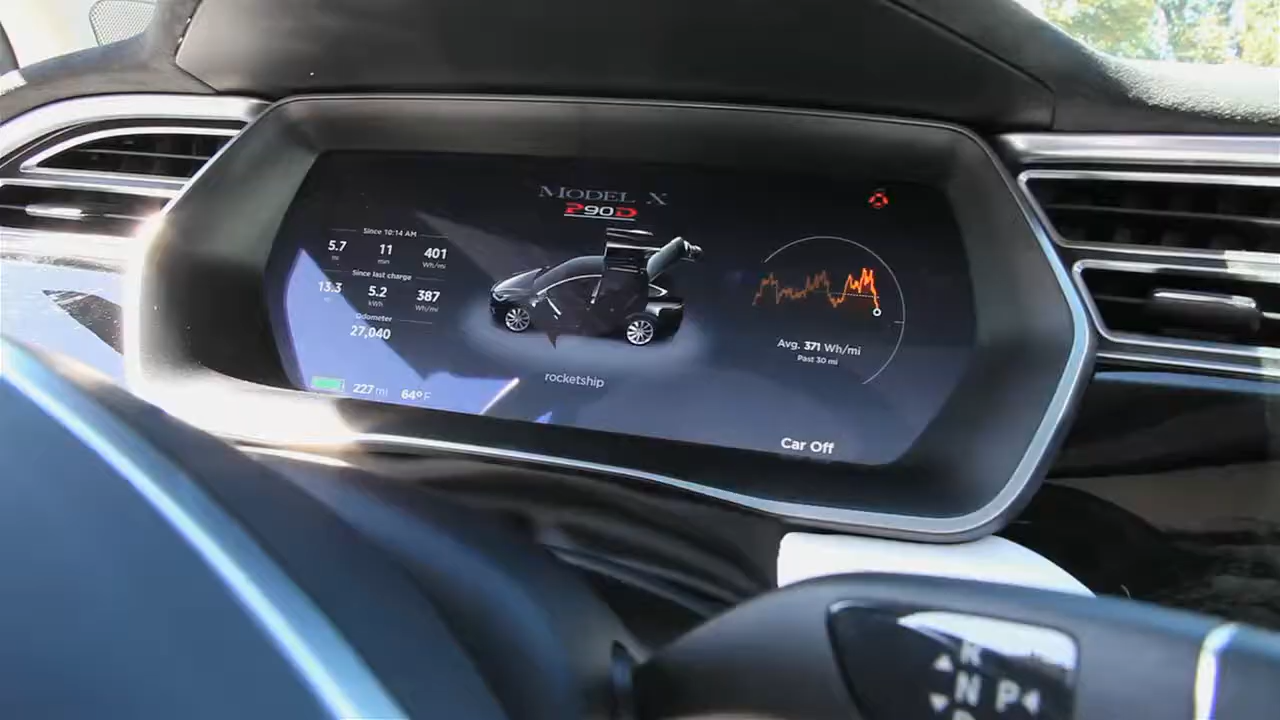 MODEL X
P90D
Since 10:14 AM
5.7 11 401
mi min Wh/mi
Since last charge
13.3 5.2 387
mi kWh Wh/mi
Odometer
27,040
227 mi 64° F
rocketship
Avg. 371 Wh/mi
Past 30 mi
Car Off
R
N P
D